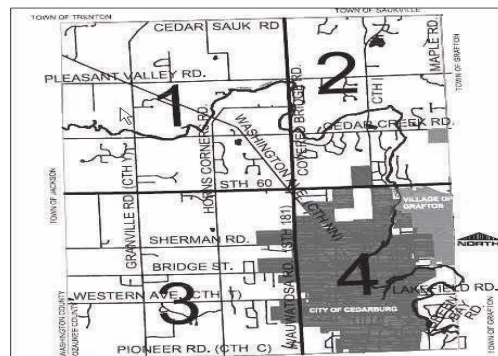 TOWN OF TRENTON
TOWN OF SAUKVILLE
CEDAR SAUK RD
MAPLE RD.
TOWN OF GRAFTON
PLEASANT VALLEY RD.
1
2
CTH I
COVERED BRIDGE RD.
HORNS CORNERS RD.
WASHINGTON AVE. (CTH NN)
CEDAR CREEK RD.
TOWN OF JACKSON
GRANVILLE RD. (CTH Y)
STH 60
VILLAGE OF
GRAFTON
NORTH
SHERMAN RD.
BRIDGE ST.
WAUWATOSA RD. (STH 181)
4
LAKEFIELD RD.
WESTERN AVE. (CTH T)
3
CITY OF CEDARBURG
WASHINGTON COUNTY
OZAUKEE COUNTY
PIONEER RD. (CTH C)
TOWN OF GRAFTON